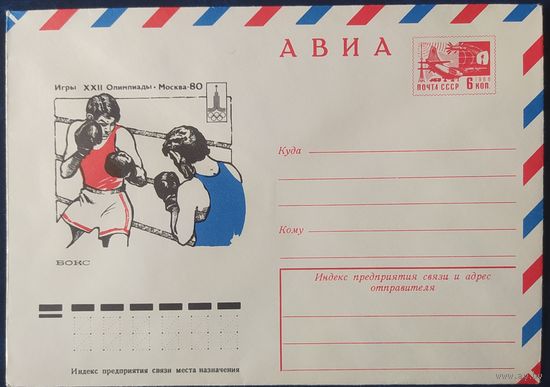 АВИА
ПОЧТА СССР
6 КОП.
Игры XXII Олимпиады • Москва-80
БОКС
Куда
Кому
Индекс предприятия связи и адрес
отправителя
Индекс предприятия связи места назначения